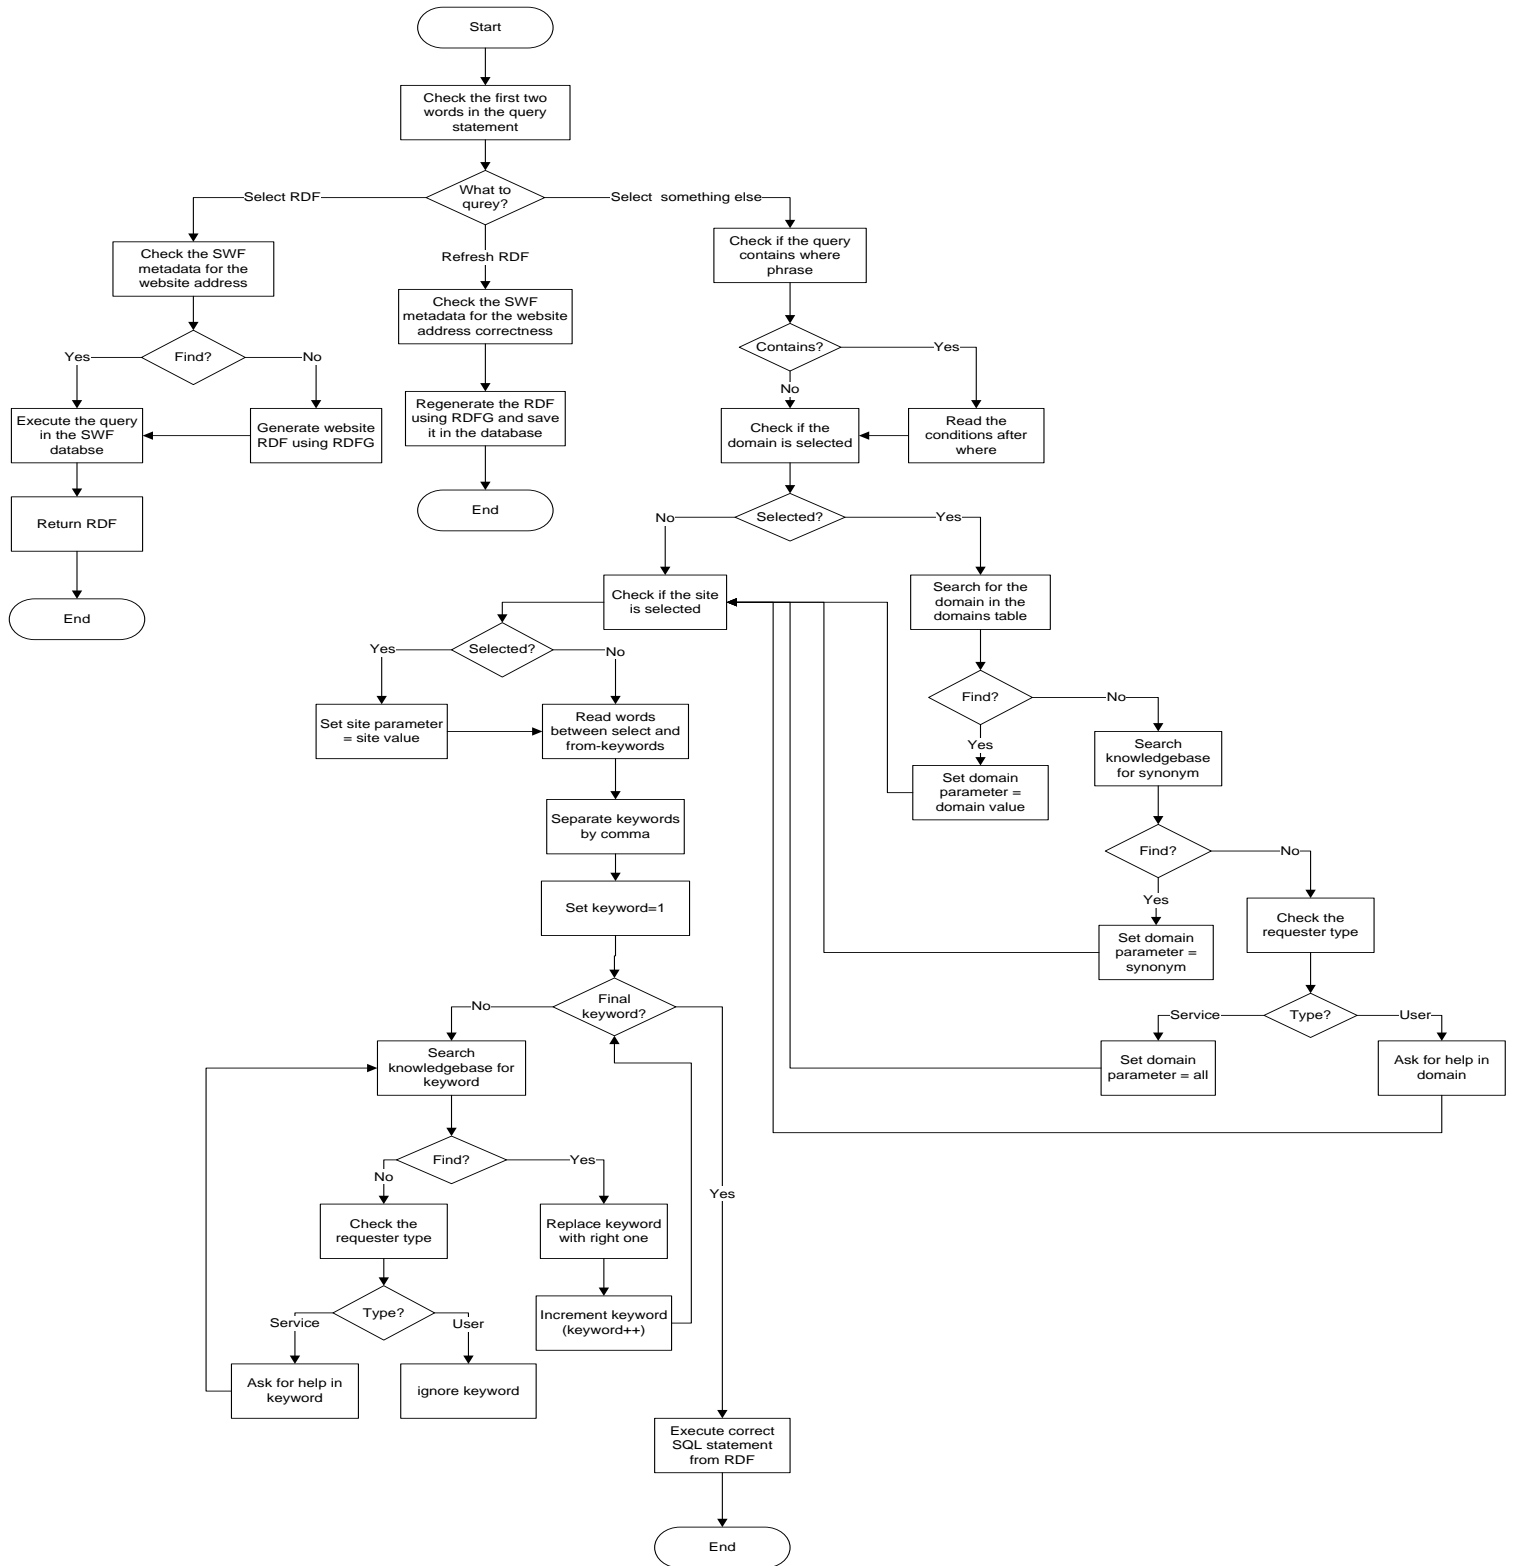 Start
Check the first two
words in the query
statement
What to
qurey?
Select RDF
Select  something else
Refresh RDF
Check the SWF
metadata for the
website address
Find?
Yes
No
Execute the query
in the SWF
databse
Generate website
RDF using RDFG
Return RDF
End
Check the SWF
metadata for the website
address correctness
Regenerate the RDF
using RDFG and save
it in the database
End
Check if the query
contains where
phrase
Contains?
Yes
No
Check if the
domain is selected
Read the
conditions after
where
Selected?
No
Yes
Check if the site
is selected
Search for the
domain in the
domains table
Selected?
Yes
No
Set site parameter
= site value
Read words
between select and
from-keywords
Find?
No
Yes
Set domain
parameter =
domain value
Search
knowledgebase
for synonym
Separate keywords
by comma
Find?
No
Yes
Set keyword=1
Set domain
parameter =
synonym
Check the
requester type
Final
keyword?
No
Type?
Service
User
Set domain
parameter = all
Ask for help in
domain
Search
knowledgebase for
keyword
Find?
No
Yes
Yes
Check the
requester type
Replace keyword
with right one
Type?
Service
User
Increment keyword
(keyword++)
Ask for help in
keyword
ignore keyword
Execute correct
SQL statement
from RDF
End